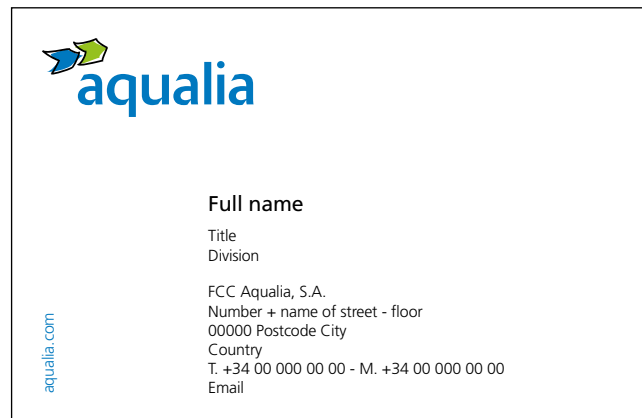 aqualia
Full name
Title
Division
FCC Aqualia, S.A.
Number + name of street - floor
00000 Postcode City
Country
T. +34 00 000 00 00 - M. +34 00 000 00 00
Email
aqualia.com